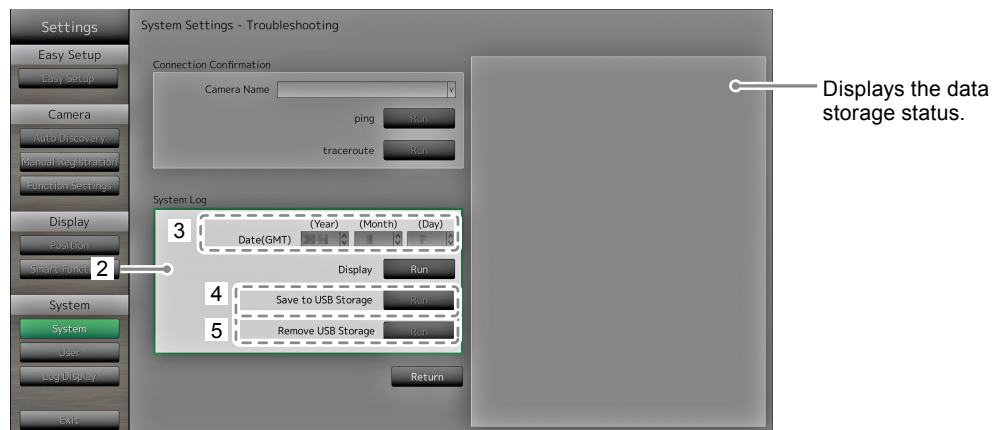 Settings
System Settings - Troubleshooting
Easy Setup
Easy Setup
Connection Confirmation
Camera Name
Displays the data
storage status.
Camera
ping Run
Auto Discovery
traceroute Run
Manual Registration
Function Settings
System Log
Display
3 (Year) (Month) (Day)
Date(GMT)
Position
Smart Funct
2
Display Run
4 Save to USB Storage Run
System
5 Remove USB Storage Run
System
User
Log Display
Return
Exit